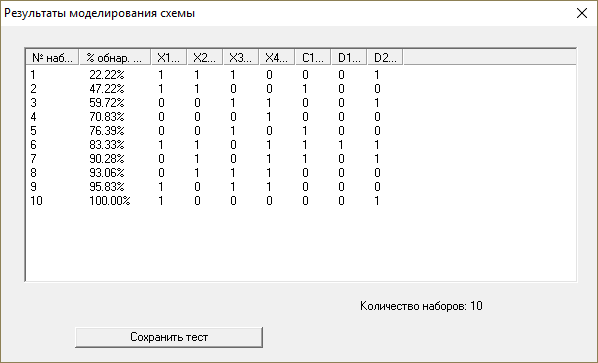 Результаты моделирования схемы
№ наб... % обнар. ... X1... X2... X3... X4... C1... D1... D2...
1 22.22% 1 1 1 0 0 0 1
2 47.22% 1 1 0 0 1 0 0
3 59.72% 0 0 1 1 0 0 1
4 70.83% 0 0 0 1 0 0 0
5 76.39% 0 0 1 0 1 0 0
6 83.33% 1 1 0 1 1 1 1
7 90.28% 0 1 0 1 1 0 1
8 93.06% 0 1 1 1 0 0 0
9 95.83% 1 0 1 1 0 0 0
10 100.00% 1 0 0 0 0 0 1
Количество наборов: 10
Сохранить тест